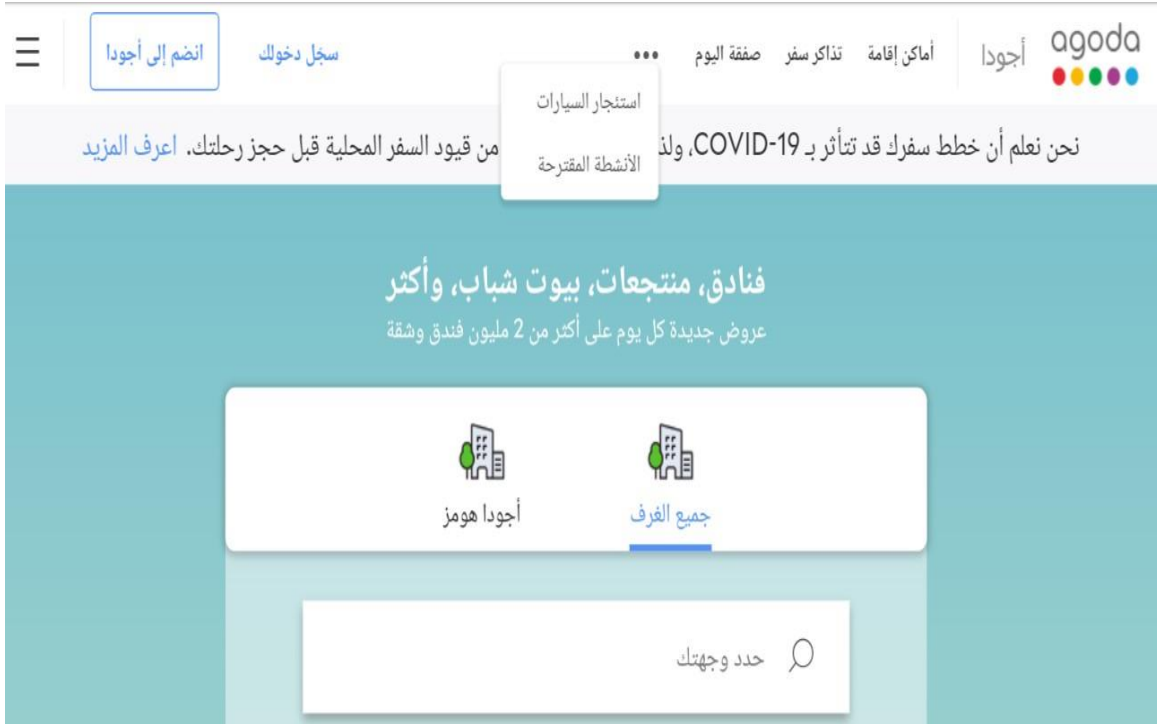 agoda
أجودا
أماكن إقامة
تذاكر سفر
صفقة اليوم
•••
سجّل دخولك
انضم إلى أجودا
استئجار السيارات
الأنشطة المقترحة
نحن نعلم أن خطط سفرك قد تتأثر بـ COVID-19، ولذ من قيود السفر المحلية قبل حجز رحلتك. اعرف المزيد
فنادق، منتجعات، بيوت شباب، وأكثر
عروض جديدة كل يوم على أكثر من 2 مليون فندق وشقة
جميع الغرف
أجودا هومز
حدد وجهتك